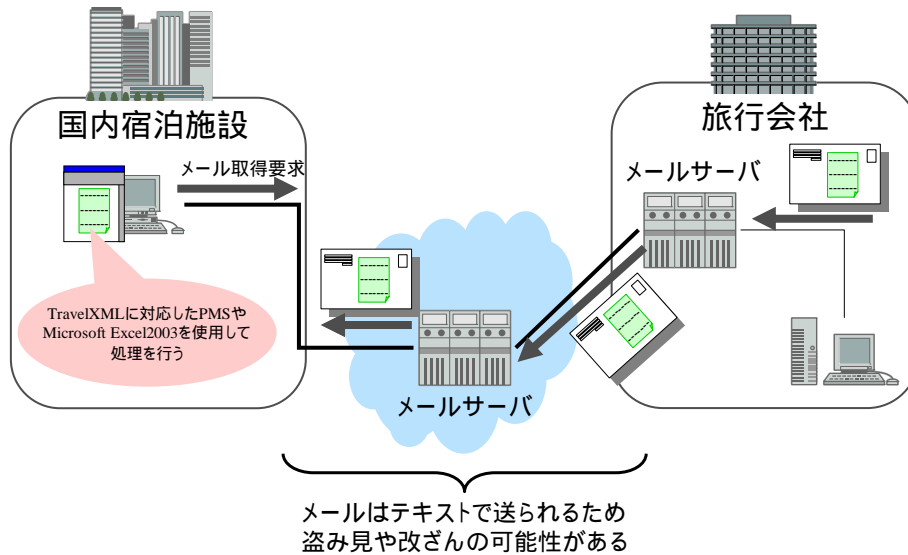 国内宿泊施設
旅行会社
メール取得要求
メールサーバ
TravelXMLに対応したPMSや
Microsoft Excel2003を使用して
処理を行う
メールサーバ
メールはテキストで送られるため
盗み見や改ざんの可能性がある